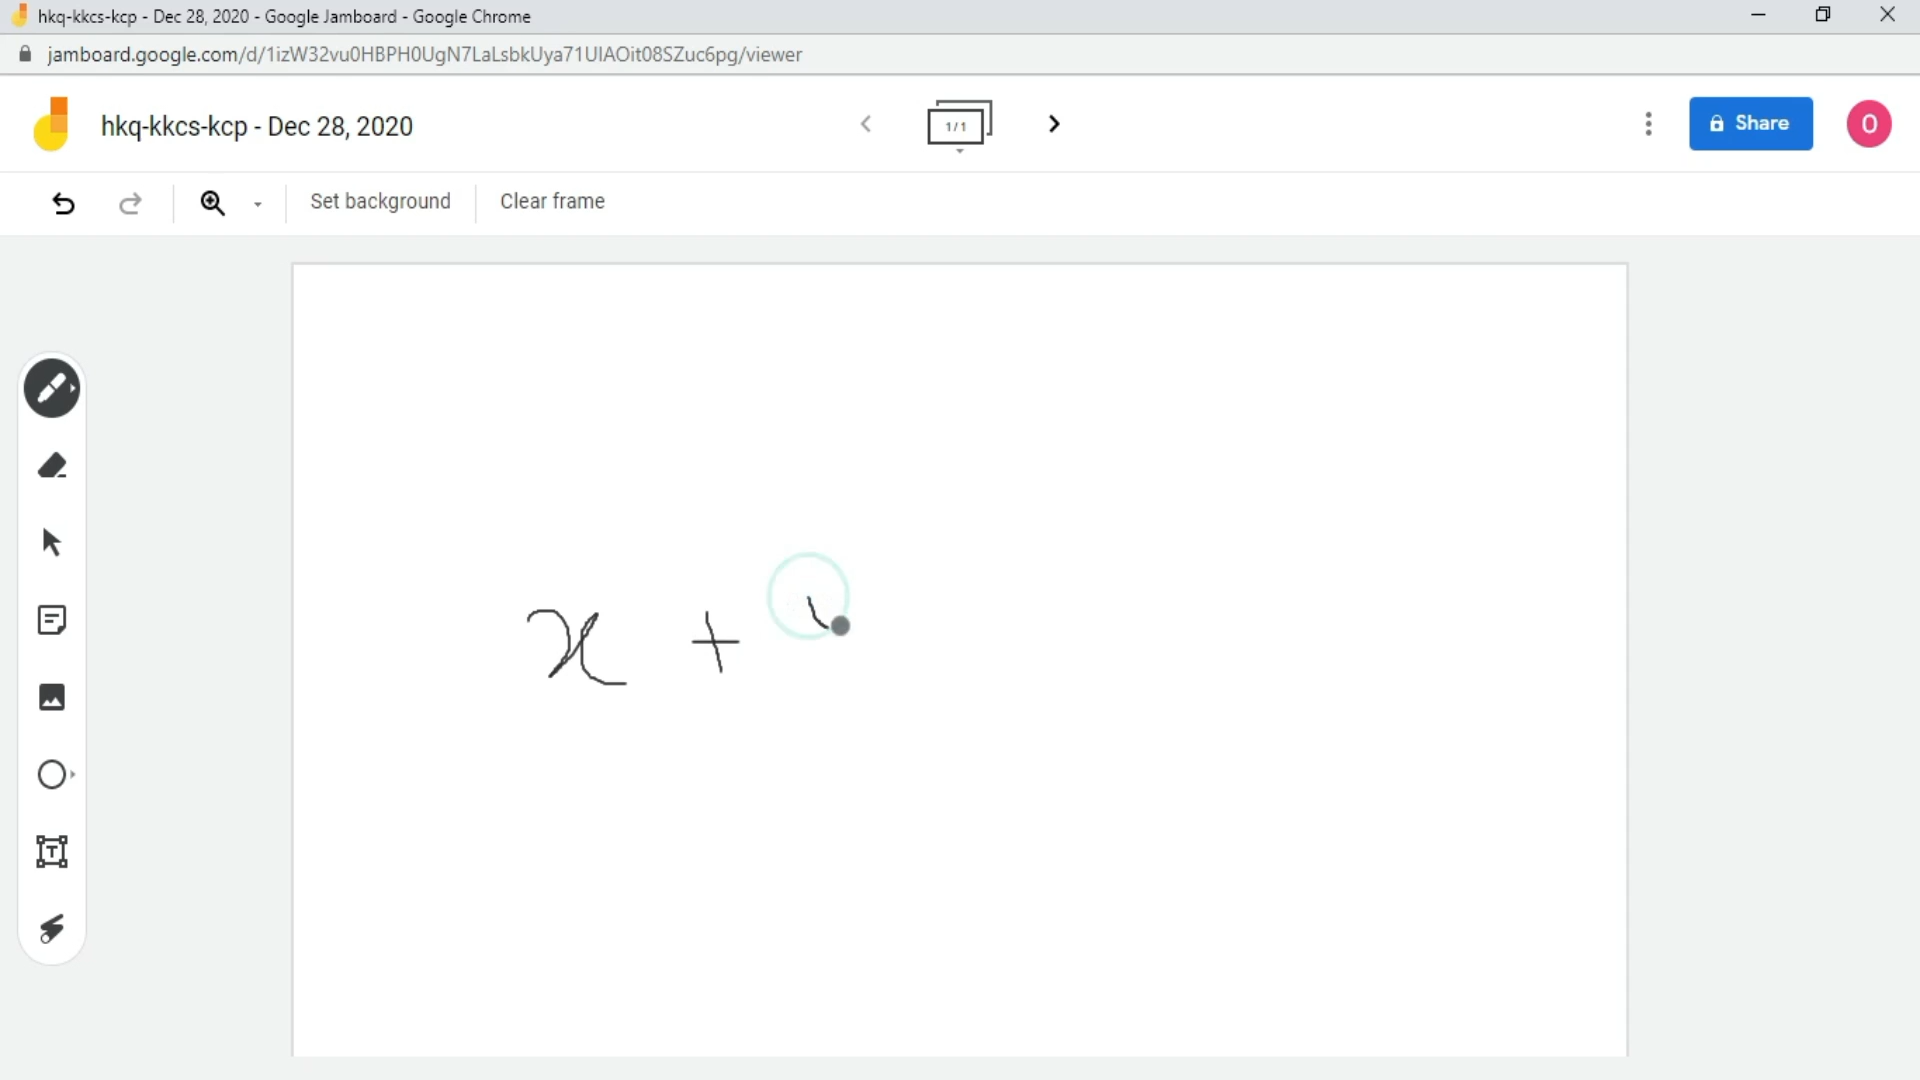 hkq-kkcs-kcp - Dec 28, 2020 - Google Jamboard - Google Chrome
jamboard.google.com/d/1izW32vu0HBPH0UgN7LaLsbkUya71UIAOit08SZuc6pg/viewer
hkq-kkcs-kcp - Dec 28, 2020
1/1
Share
O
Set background
Clear frame
x +